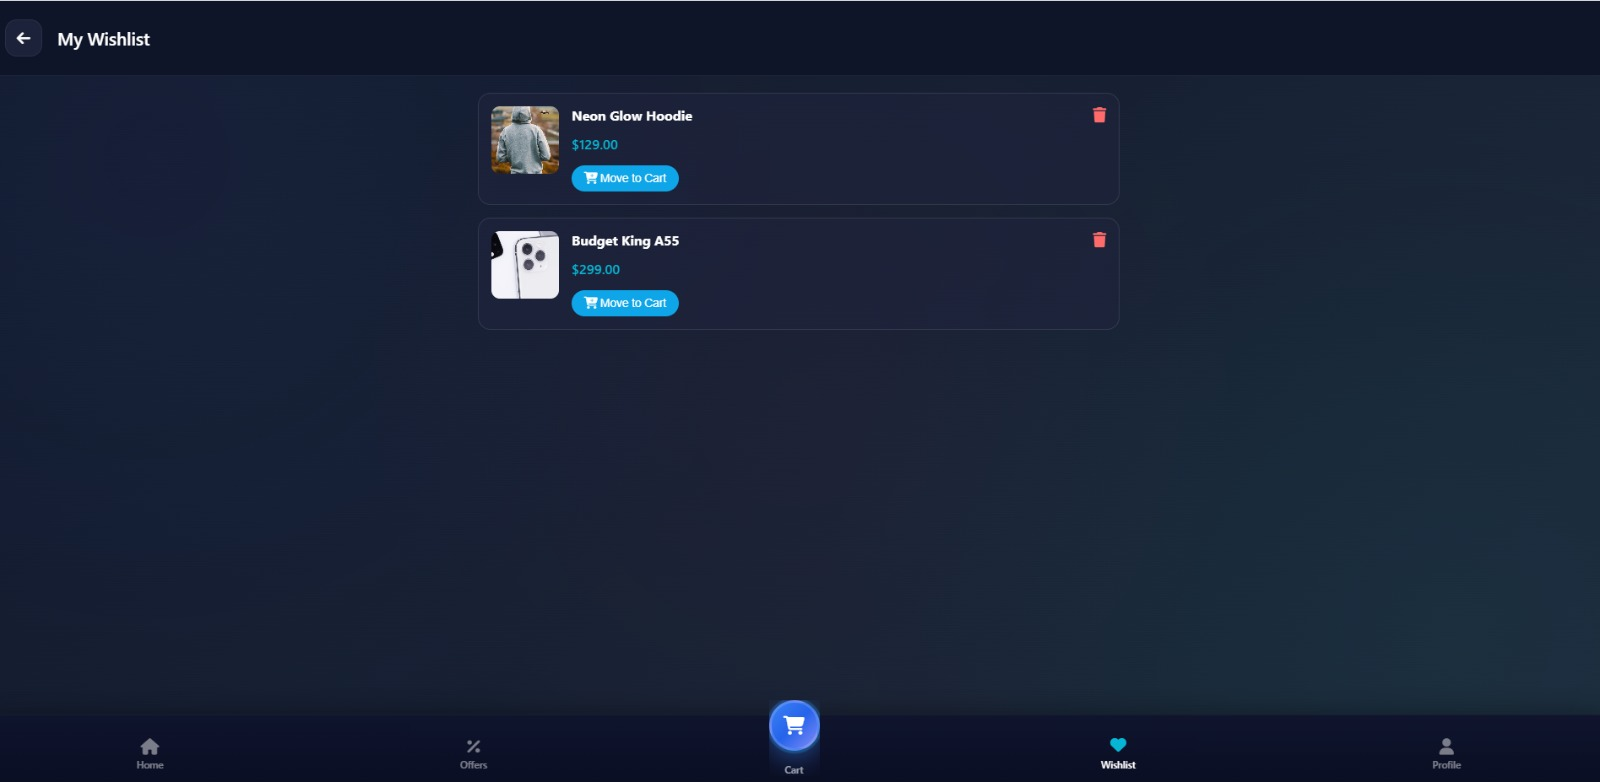 My Wishlist
Neon Glow Hoodie
$129.00
Move to Cart
Budget King A55
$299.00
Move to Cart
Home
Offers
Cart
Wishlist
Profile